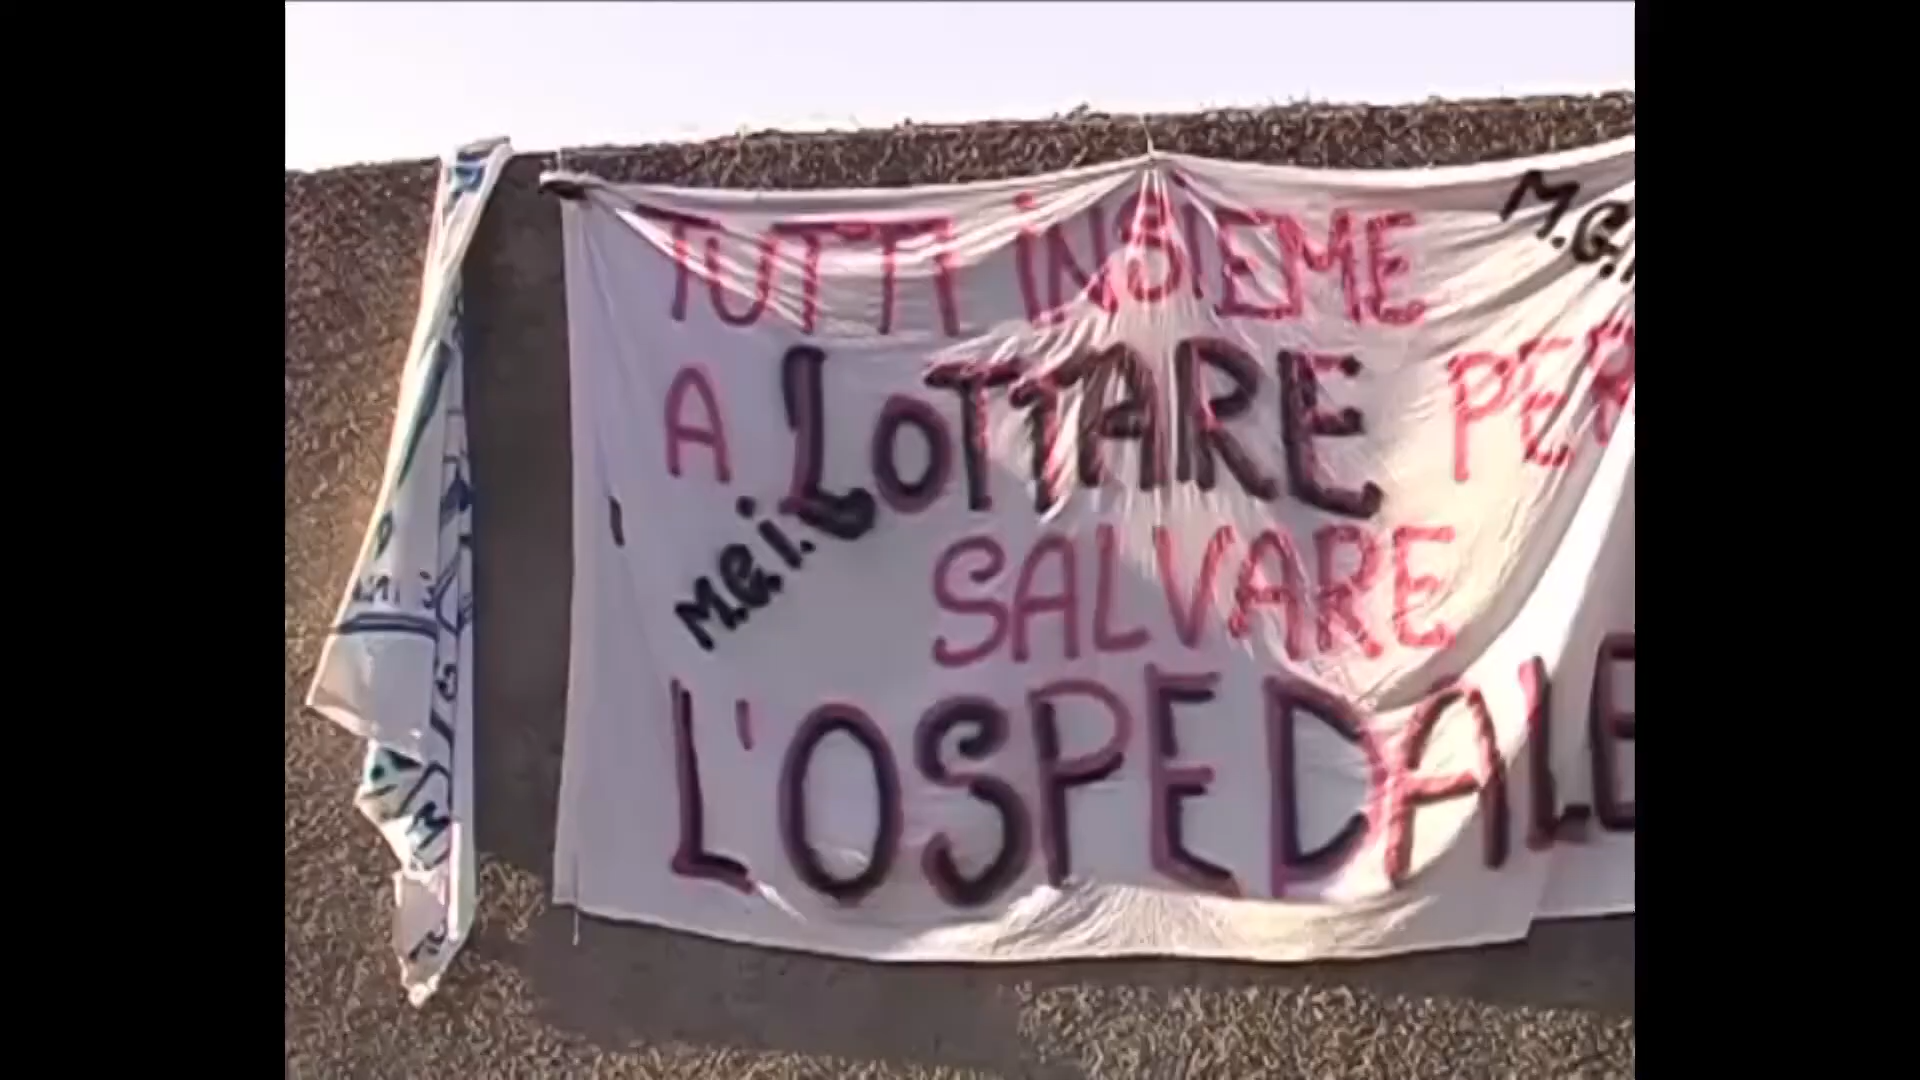 TUTTI INSIEME
A LOTTARE PER
SALVARE
L'OSPEDALE
M.G.I.
M.G.